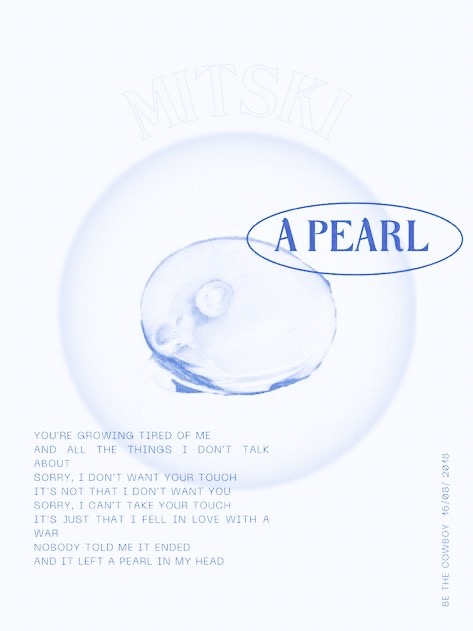 MITSKI
A PEARL
YOU'RE GROWING TIRED OF ME
AND ALL THE THINGS I DON'T TALK
ABOUT
SORRY, I DON'T WANT YOUR TOUCH
IT'S NOT THAT I DON'T WANT YOU
SORRY, I CAN'T TAKE YOUR TOUCH
IT'S JUST THAT I FELL IN LOVE WITH A
WAR
NOBODY TOLD ME IT ENDED
AND IT LEFT A PEARL IN MY HEAD
BE THE COWBOY 16/08/ 2018